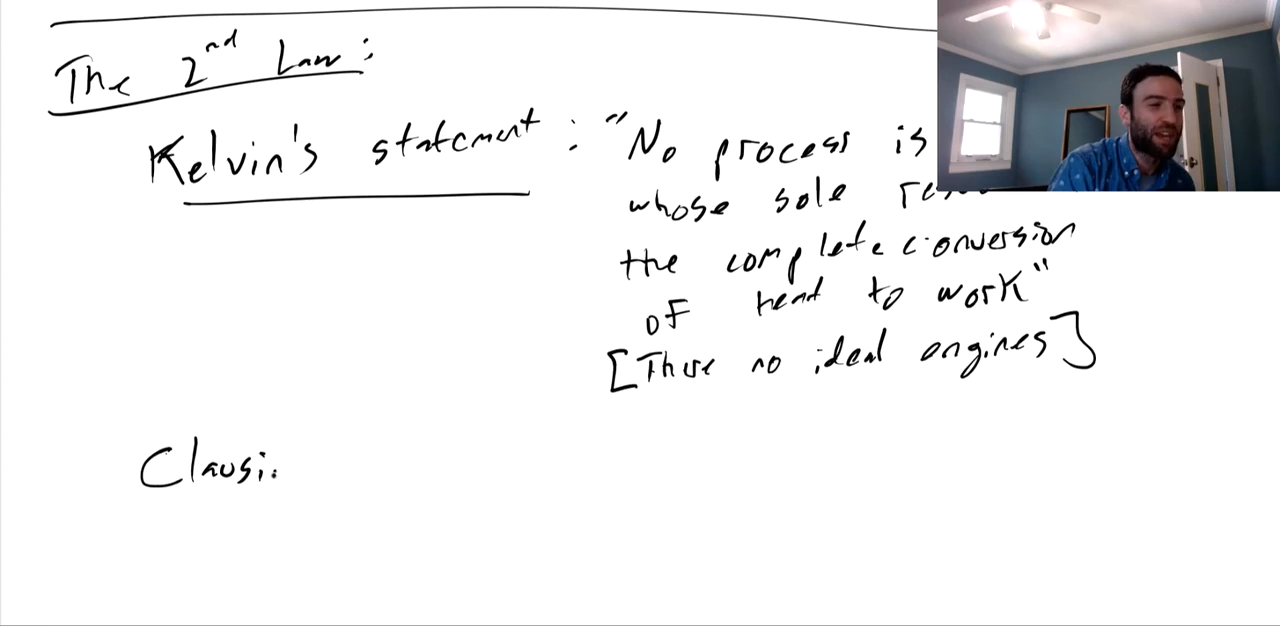 The 2nd Law:
Kelvin's statement : "No process is
whose sole
the complete conversion
of heat to work"
[There no ideal engines]
Clausi